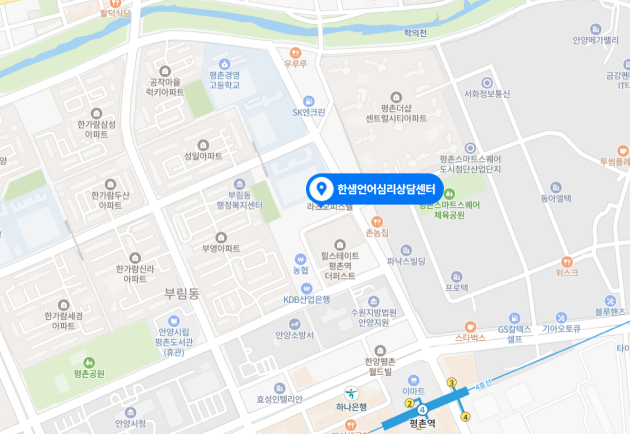 팔덕식당
학의천
안양메가밸리
우루루
평촌경영
고등학교
공작마을
럭키아파트
금강펜
(IT
서화정보통신
평촌더샵
센트럴시티아파트
SK엔크린
한가람삼성
아파트
성일아파트
평촌스마트스퀘어
도시첨단산업단지
투썸플레
양
한샘언어심리상담센터
한가람두산
아파트
부림동
행정복지센터
동아엘텍
평촌스마트스퀘어
체육공원
촌놈집
부영아파트
힐스테이트
평촌역
더퍼스트
파낙스빌딩
한가람신라
아파트
농협
위스크
프로텍
부림동
KDB산업은행
한가람세경
아파트
수원지방법원
안양지원
블루핸즈
안양시립
평촌도서관
(휴관)
안양소방서
스타벅스
GS칼텍스
셀프
기아오토큐
타이
한양평촌
월드빌
평촌공원
이마트
4호선
효성인텔리안
하나은행
3
2
4
4
안양시청
평촌역